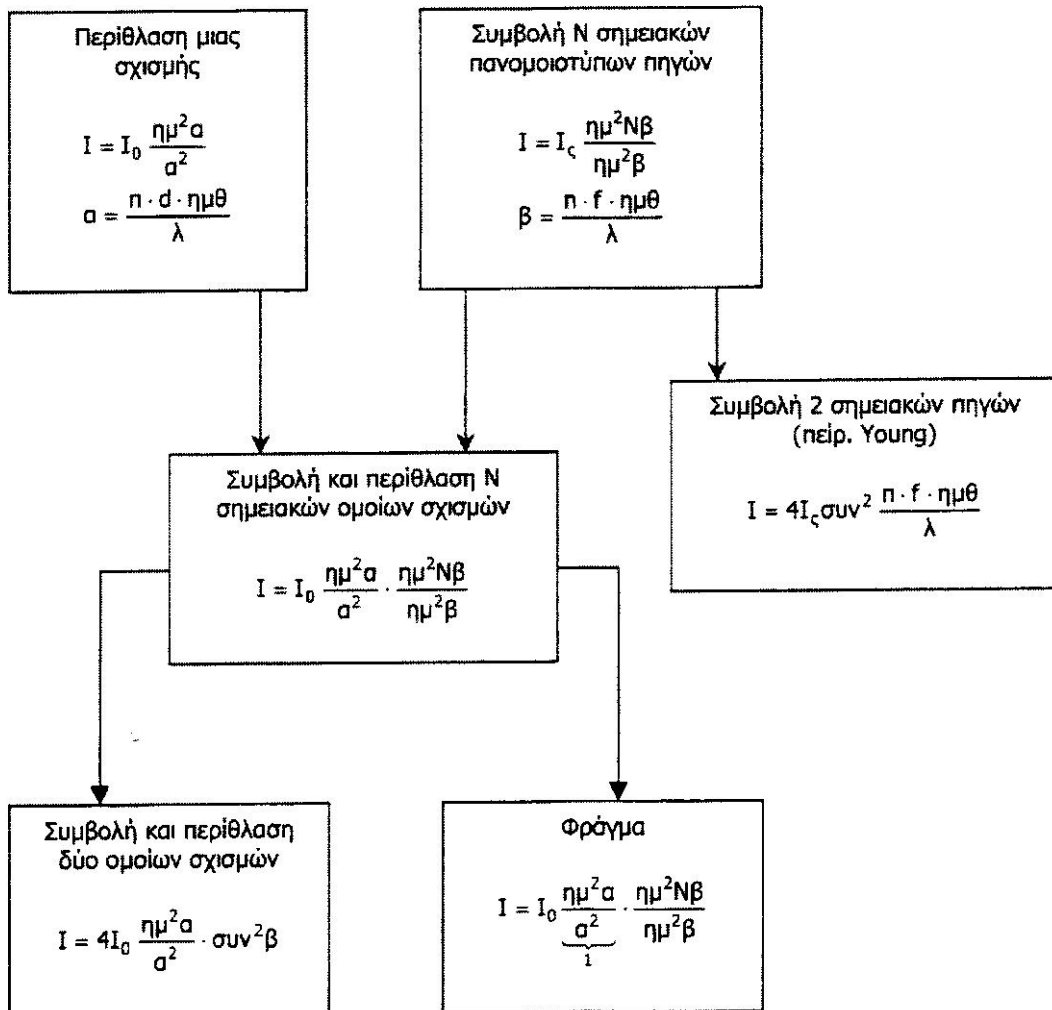 Περίθλαση μιας
σχισμής
I = I₀ ημ²α / α²
α = π · d · ημθ / λ
Συμβολή Ν σημειακών
πανομοιοτύπων πηγών
I = I_ς ημ²Νβ / ημ²β
β = π · f · ημθ / λ
Συμβολή 2 σημειακών πηγών
(πείρ. Young)
I = 4I_ς συν² π · f · ημθ / λ
Συμβολή και περίθλαση Ν
σημειακών ομοίων σχισμών
I = I₀ ημ²α / α² · ημ²Νβ / ημ²β
Συμβολή και περίθλαση
δύο ομοίων σχισμών
I = 4I₀ ημ²α / α² · συν²β
Φράγμα
I = I₀ ημ²α / α² · ημ²Νβ / ημ²β
1